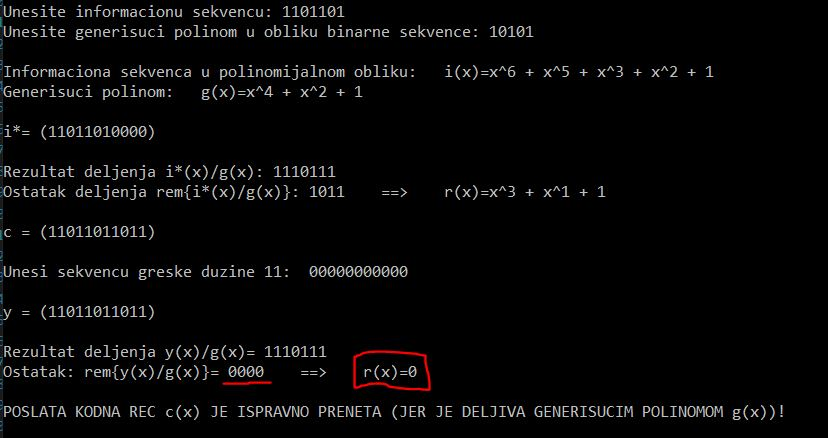 Unesite informacionu sekvencu: 1101101
Unesite generisuci polinom u obliku binarne sekvence: 10101
Informaciona sekvenca u polinomijalnom obliku:   i(x)=x^6 + x^5 + x^3 + x^2 + 1
Generisuci polinom:   g(x)=x^4 + x^2 + 1
i*= (11011010000)
Rezultat deljenja i*(x)/g(x): 1110111
Ostatak deljenja rem{i*(x)/g(x)}: 1011    ==>    r(x)=x^3 + x^1 + 1
c = (11011011011)
Unesi sekvencu greske duzine 11:  00000000000
y = (11011011011)
Rezultat deljenja y(x)/g(x)= 1110111
Ostatak: rem{y(x)/g(x)}= 0000    ==>    r(x)=0
POSLATA KODNA REC c(x) JE ISPRAVNO PRENETA (JER JE DELJIVA GENERISUCIM POLINOMOM g(x))!